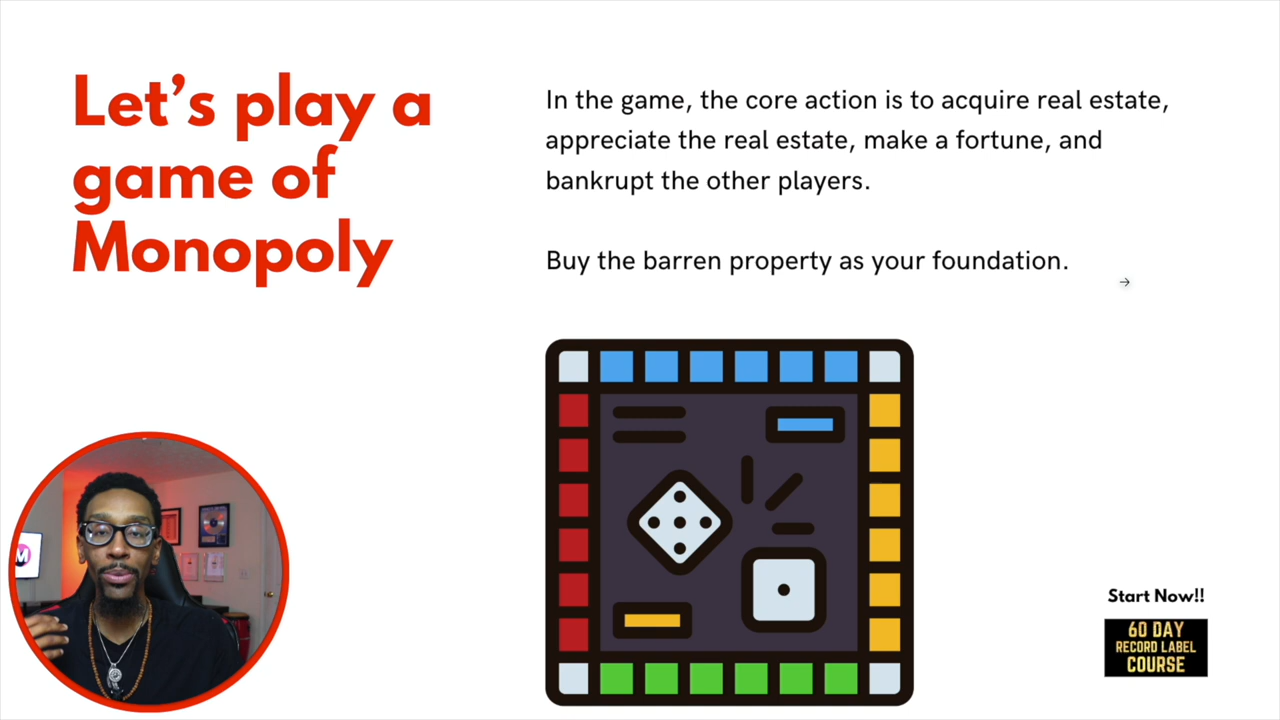 Let's play a
game of
Monopoly
In the game, the core action is to acquire real estate,
appreciate the real estate, make a fortune, and
bankrupt the other players.
Buy the barren property as your foundation.
M
Start Now!!
60 DAY
RECORD LABEL
COURSE